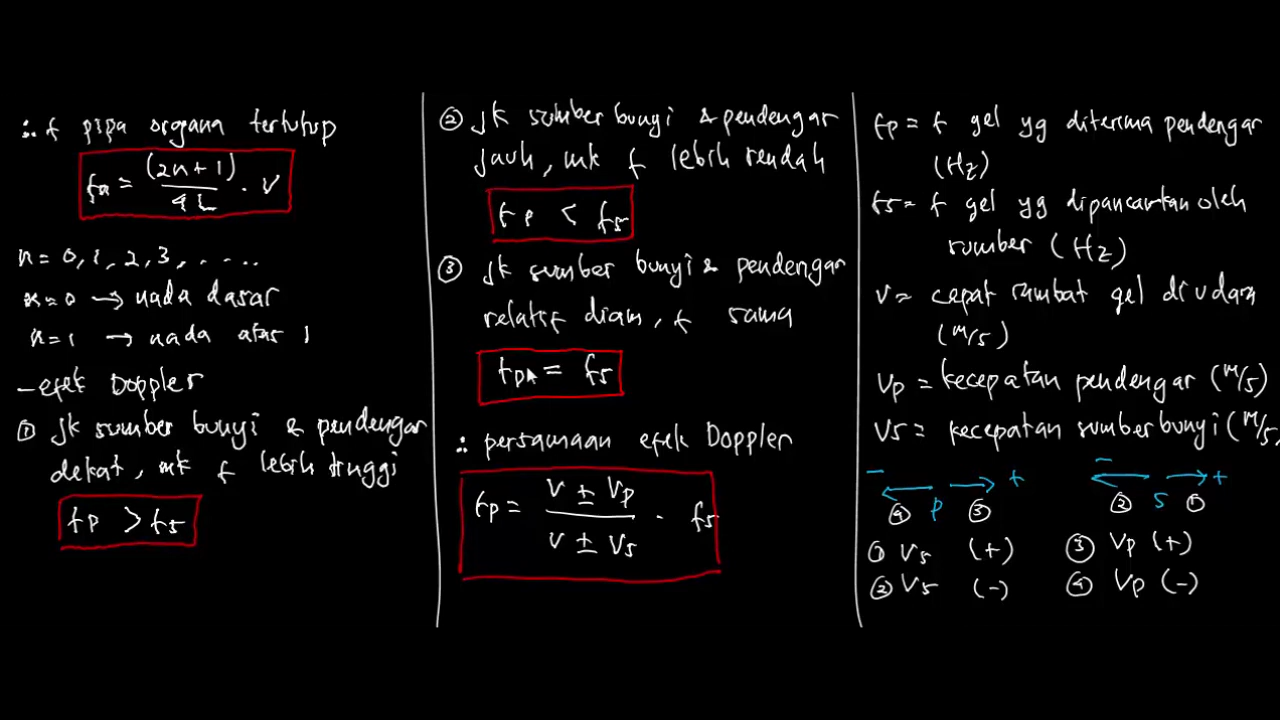 ∴ f pipa organa tertutup
fn = (2n + 1) / 4L . v
n = 0, 1, 2, 3, . . ...
n = 0 → nada dasar
n = 1 → nada atas 1
- efek Doppler
① jk sumber bunyi & pendengar
dekat, mk f lebih tinggi
fp > fs
② jk sumber bunyi & pendengar
jauh, mk f lebih rendah
fp < fs
③ jk sumber bunyi & pendengar
relatif diam, f sama
fp = fs
∴ persamaan efek Doppler
fp = (v ± vp) / (v ± vs) . fs
fp = f gel yg diterima pendengar
(Hz)
fs = f gel yg dipancarkan oleh
sumber (Hz)
v = cepat rambat gel di udara
(m/s)
vp = kecepatan pendengar (m/s)
vs = kecepatan sumber bunyi (m/s
- +
④ p ③
- +
② s ①
① vs (+)
② vs (-)
③ vp (+)
④ vp (-)